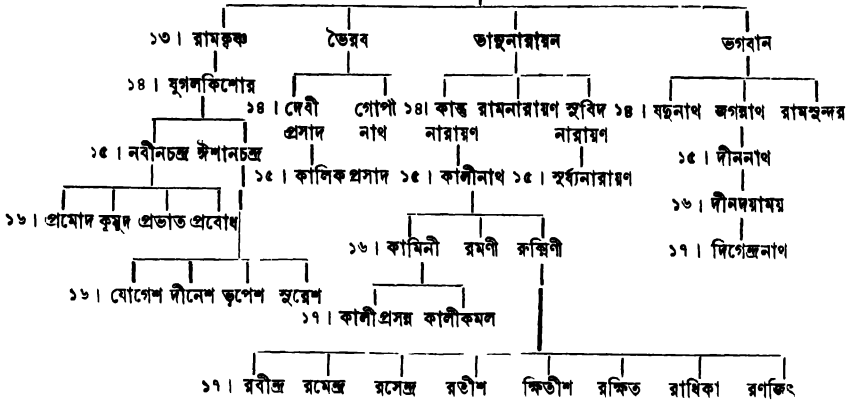 ১৩। রামকৃষ্ণ ভৈরব ভানুনারায়ন ভগবান
১৪। যুগলকিশোর
১৪। দেবী গোপী ১৪। কান্তু রামনারায়ণ সুবিদ ১৪। যদুনাথ জগন্নাথ রামসুন্দর
প্রসাদ নাথ নারায়ণ নারায়ণ
১৫। নবীনচন্দ্র ঈশানচন্দ্র ১৫। দীননাথ
১৫। কালিকপ্রসাদ ১৫। কালীনাথ ১৫। সূর্য্যনারায়ণ
১৬। দীনদয়াময়
১৬। প্রমোদ কুমুদ প্রভাত প্রবোধ
১৬। কামিনী রমণী রুক্মিণী ১৭। দিগেন্দ্রনাথ
১৬। যোগেশ দীনেশ ভূপেশ সুরেশ
১৭। কালীপ্রসন্ন কালীকমল
১৭। রবীন্দ্র রমেন্দ্র রসেন্দ্র রতীশ ক্ষিতীশ রক্ষিত রাধিকা রণজিৎ